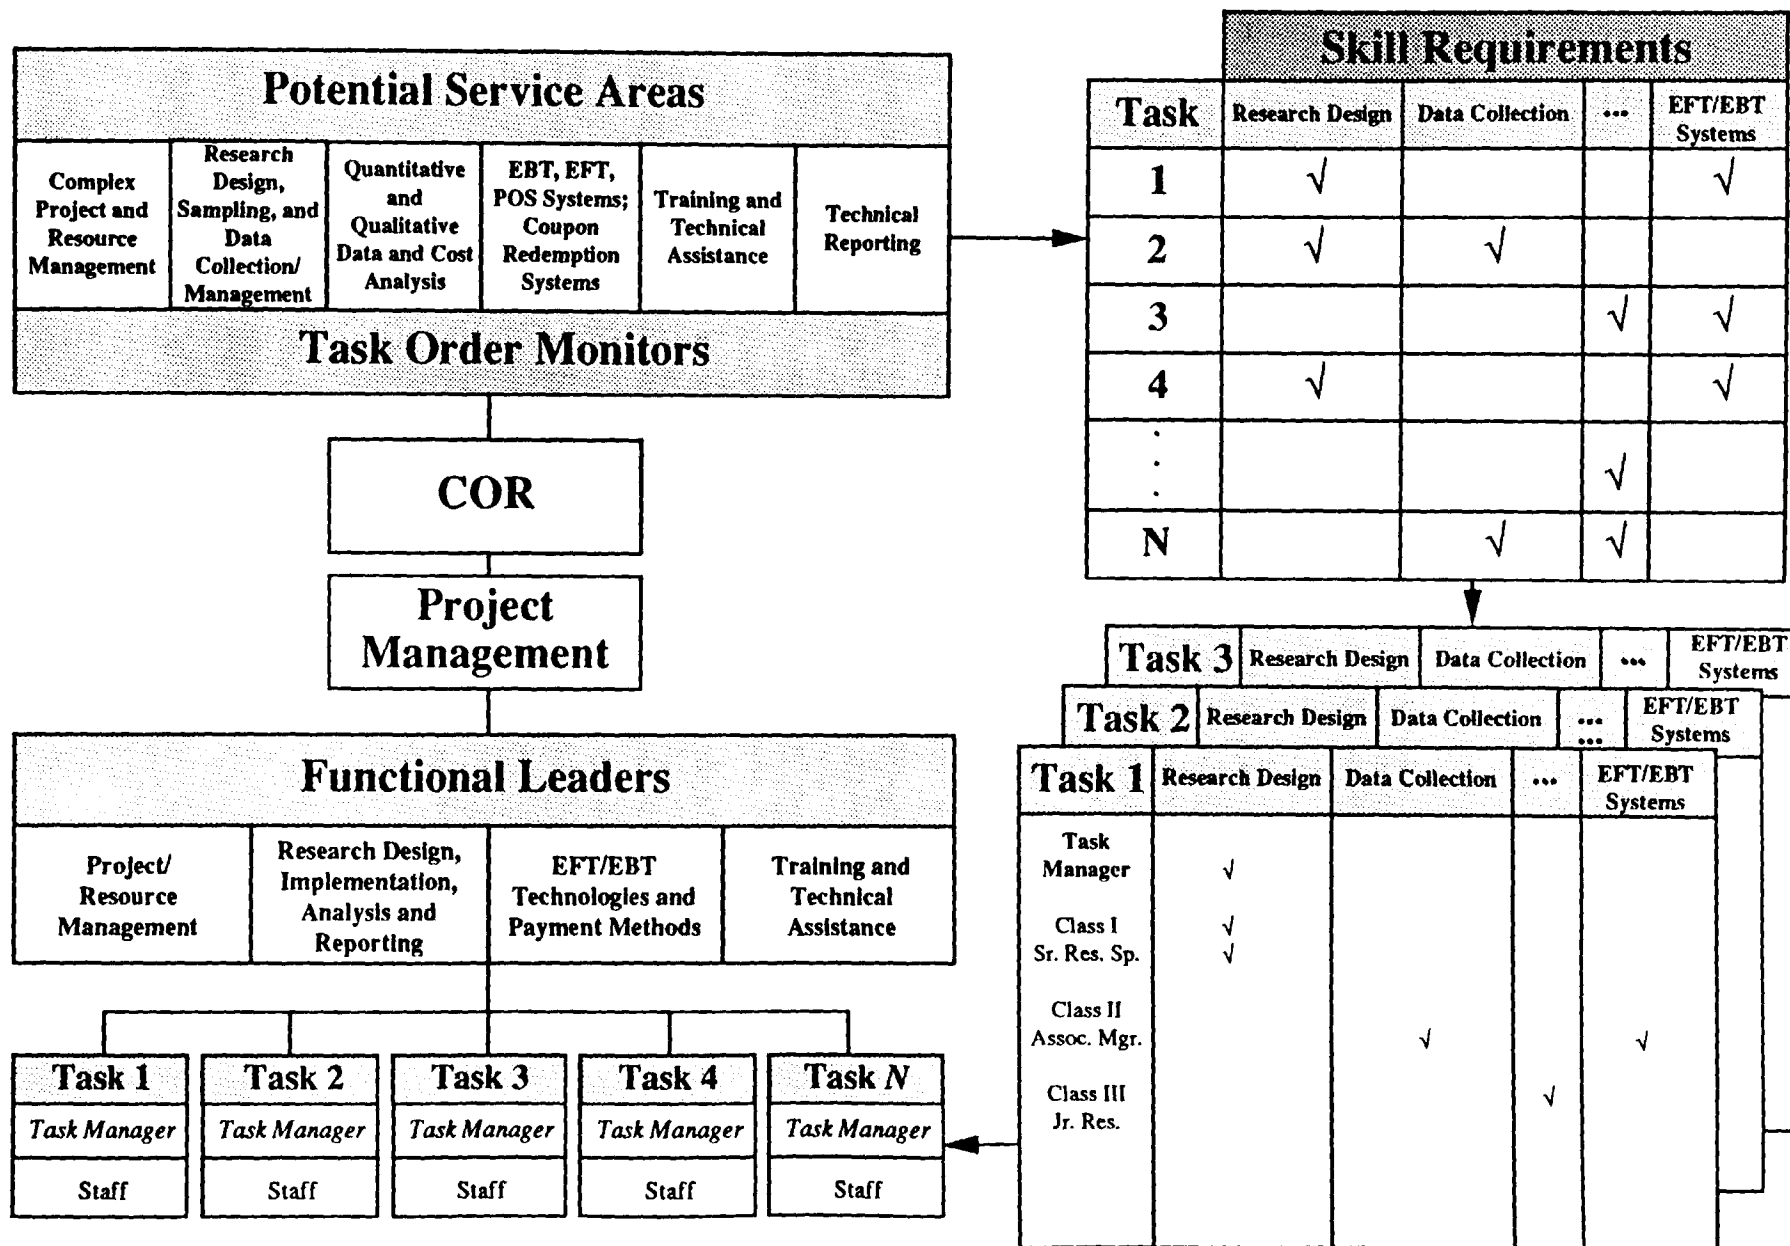 Potential Service Areas
Complex
Project and
Resource
Management
Research
Design,
Sampling, and
Data
Collection/
Management
Quantitative
and
Qualitative
Data and Cost
Analysis
EBT, EFT,
POS Systems;
Coupon
Redemption
Systems
Training and
Technical
Assistance
Technical
Reporting
Task Order Monitors
COR
Project
Management
Functional Leaders
Project/
Resource
Management
Research Design,
Implementation,
Analysis and
Reporting
EFT/EBT
Technologies and
Payment Methods
Training and
Technical
Assistance
Task 1
Task Manager
Staff
Task 2
Task Manager
Staff
Task 3
Task Manager
Staff
Task 4
Task Manager
Staff
Task N
Task Manager
Staff
Skill Requirements
Task
Research Design
Data Collection
...
EFT/EBT
Systems
1 √ √
2 √ √
3 √ √
4 √ √
.
.
.
√
N √ √
Task 3
Research Design
Data Collection
...
EFT/EBT
Systems
Task 2
Research Design
Data Collection
...
...
EFT/EBT
Systems
Task 1
Research Design
Data Collection
...
EFT/EBT
Systems
Task
Manager √
Class I √
Sr. Res. Sp. √
Class II
Assoc. Mgr. √ √
Class III √
Jr. Res.